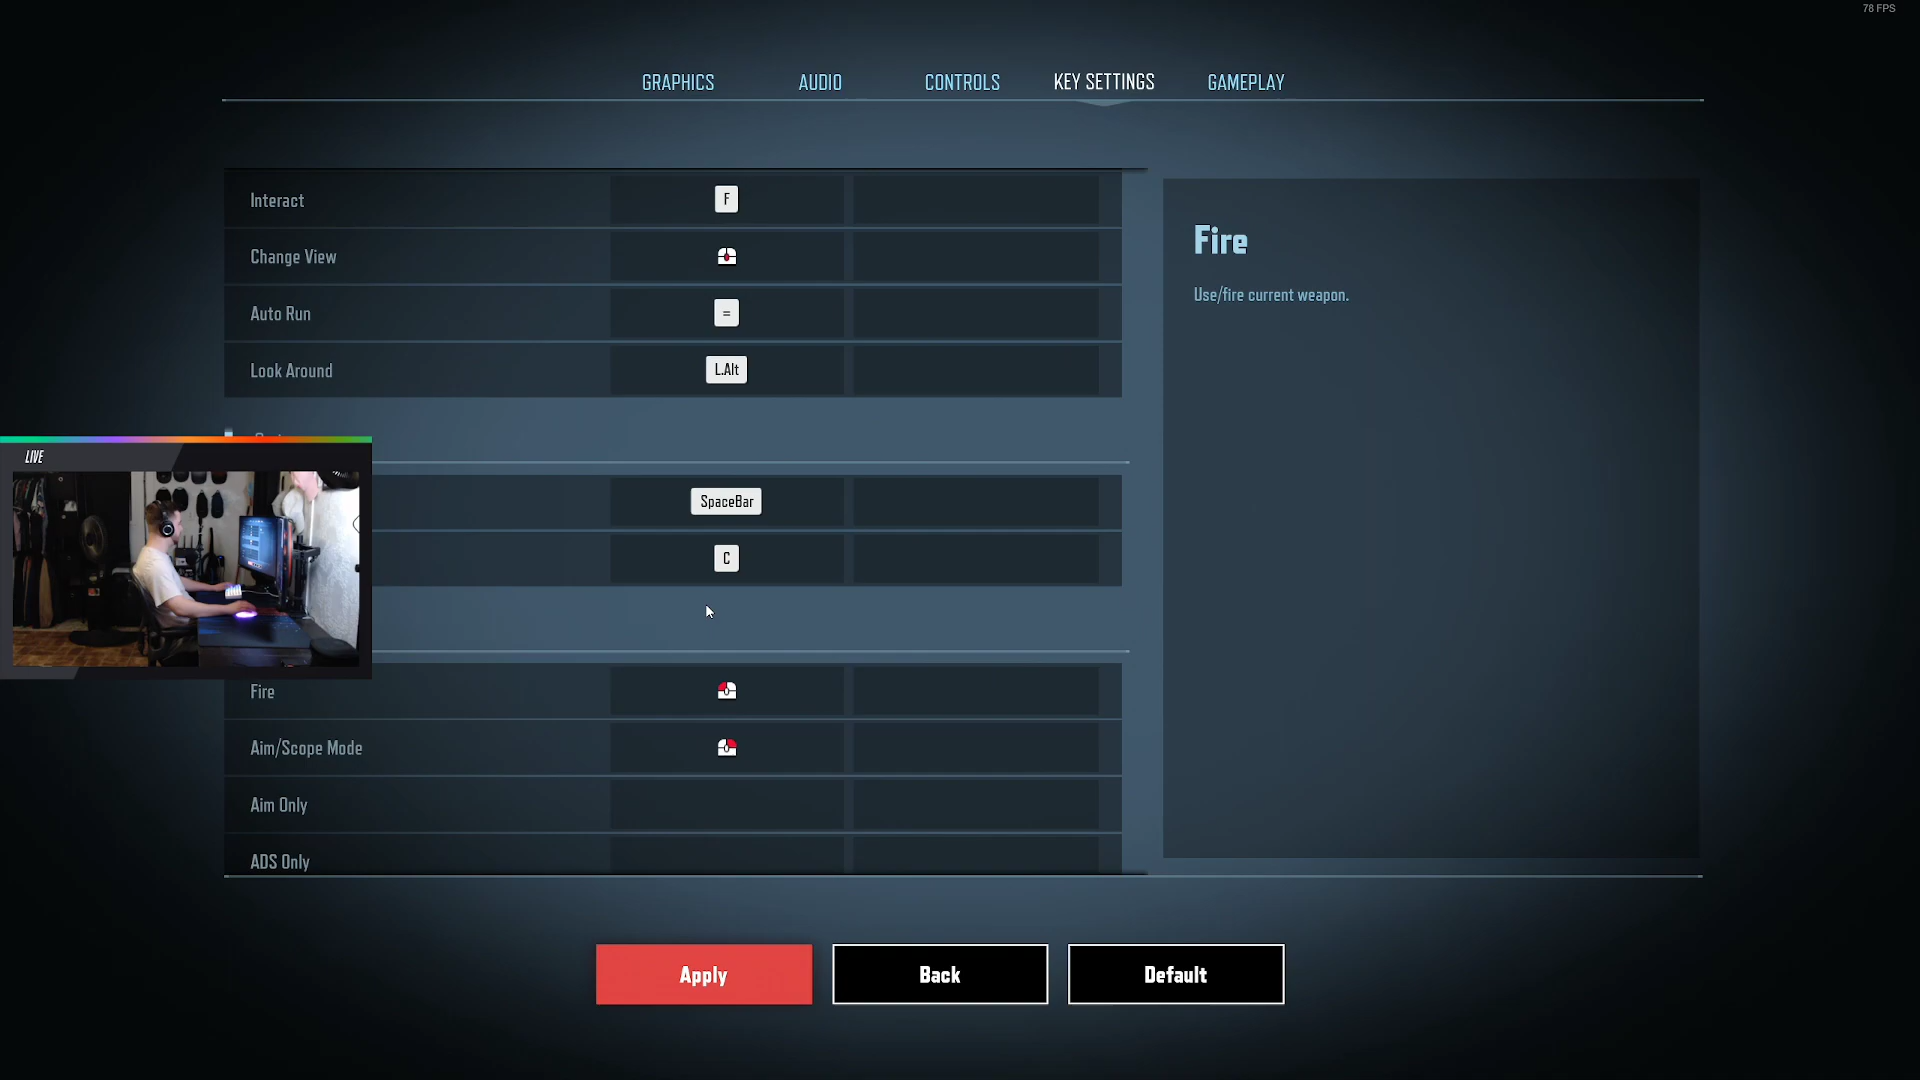 78 FPS
GRAPHICS AUDIO CONTROLS KEY SETTINGS GAMEPLAY
Interact F
Change View
Auto Run =
Look Around L.Alt
LIVE
SpaceBar
C
Fire
Aim/Scope Mode
Aim Only
ADS Only
Fire
Use/fire current weapon.
Apply Back Default